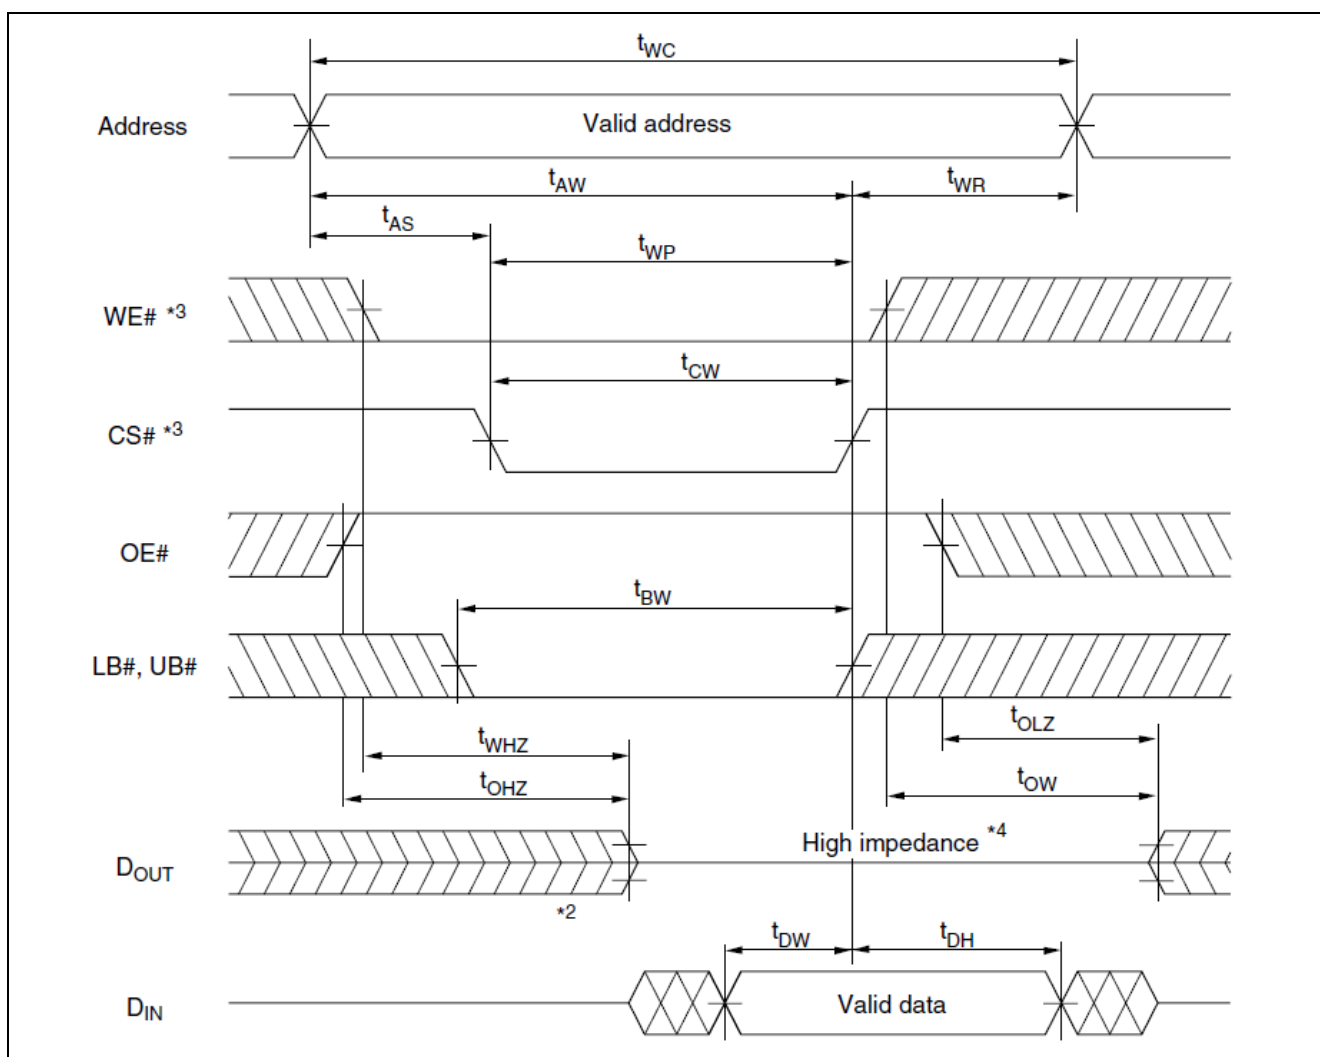 tWC
Address
Valid address
tAW
tWR
tAS
tWP
WE# *3
tCW
CS# *3
OE#
tBW
LB#, UB#
tOLZ
tWHZ
tOHZ
tOW
High impedance *4
DOUT
*2
tDW
tDH
DIN
Valid data